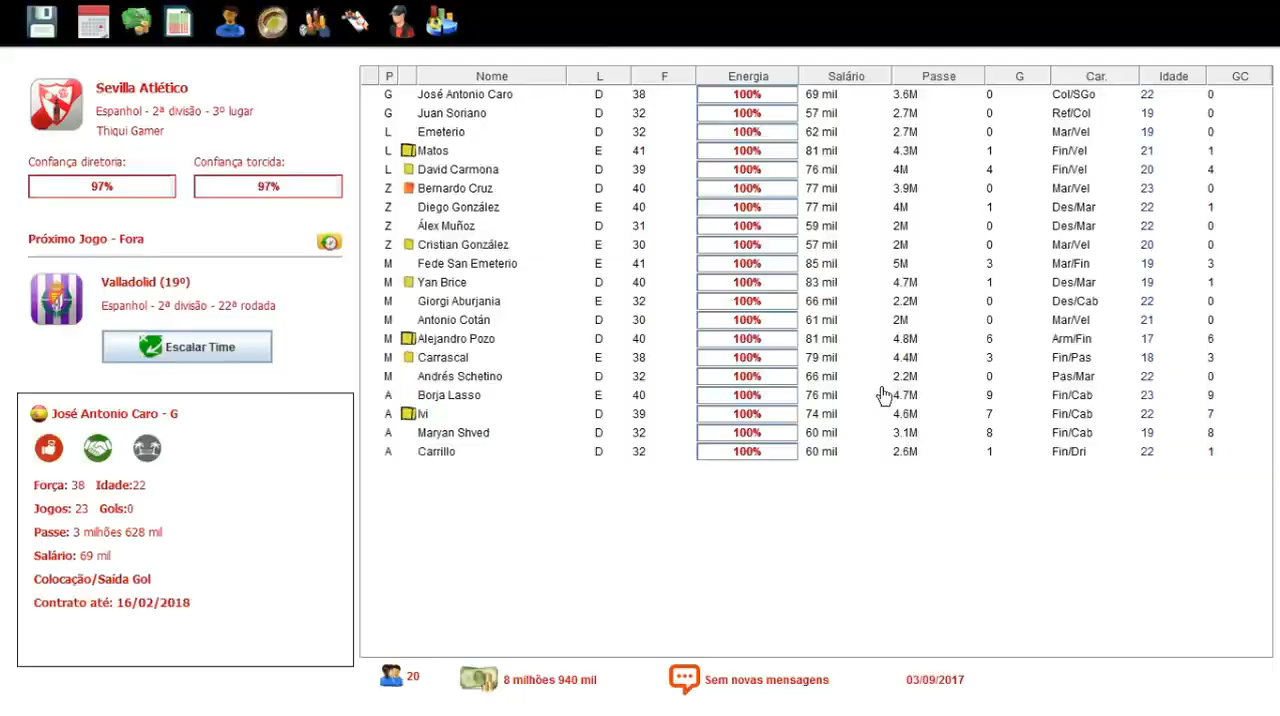 Sevilla Atlético
Espanhol - 2ª divisão - 3º lugar
Thiqui Gamer
Confiança diretoria: Confiança torcida:
97% 97%
Próximo Jogo - Fora
Valladolid (19º)
Espanhol - 2ª divisão - 22ª rodada
Escalar Time
José Antonio Caro - G
Força: 38 Idade:22
Jogos: 23 Gols:0
Passe: 3 milhões 628 mil
Salário: 69 mil
Colocação/Saída Gol
Contrato até: 16/02/2018
P Nome L F Energia Salário Passe G Car. Idade GC
G José Antonio Caro D 38 100% 69 mil 3.6M 0 Col/SGo 22 0
G Juan Soriano D 32 100% 57 mil 2.7M 0 Ref/Col 19 0
L Emeterio D 32 100% 62 mil 2.7M 0 Mar/Vel 19 0
L Matos E 41 100% 81 mil 4.3M 1 Fin/Vel 21 1
L David Carmona D 39 100% 76 mil 4M 4 Fin/Vel 20 4
Z Bernardo Cruz D 40 100% 77 mil 3.9M 0 Mar/Vel 23 0
Z Diego González E 40 100% 77 mil 4M 1 Des/Mar 22 1
Z Álex Muñoz D 31 100% 59 mil 2M 0 Des/Mar 22 0
Z Cristian González E 30 100% 57 mil 2M 0 Mar/Vel 20 0
M Fede San Emeterio E 41 100% 85 mil 5M 3 Mar/Fin 19 3
M Yan Brice D 40 100% 83 mil 4.7M 1 Des/Mar 19 1
M Giorgi Aburjania E 32 100% 66 mil 2.2M 0 Des/Cab 22 0
M Antonio Cotán D 30 100% 61 mil 2M 0 Mar/Vel 21 0
M Alejandro Pozo D 40 100% 81 mil 4.8M 6 Arm/Fin 17 6
M Carrascal E 38 100% 79 mil 4.4M 3 Fin/Pas 18 3
M Andrés Schetino D 32 100% 66 mil 2.2M 0 Pas/Mar 22 0
A Borja Lasso E 40 100% 76 mil 4.7M 9 Fin/Cab 23 9
A Ivi D 39 100% 74 mil 4.6M 7 Fin/Cab 22 7
A Maryan Shved D 32 100% 60 mil 3.1M 8 Fin/Cab 19 8
A Carrillo D 32 100% 60 mil 2.6M 1 Fin/Dri 22 1
20 8 milhões 940 mil Sem novas mensagens 03/09/2017